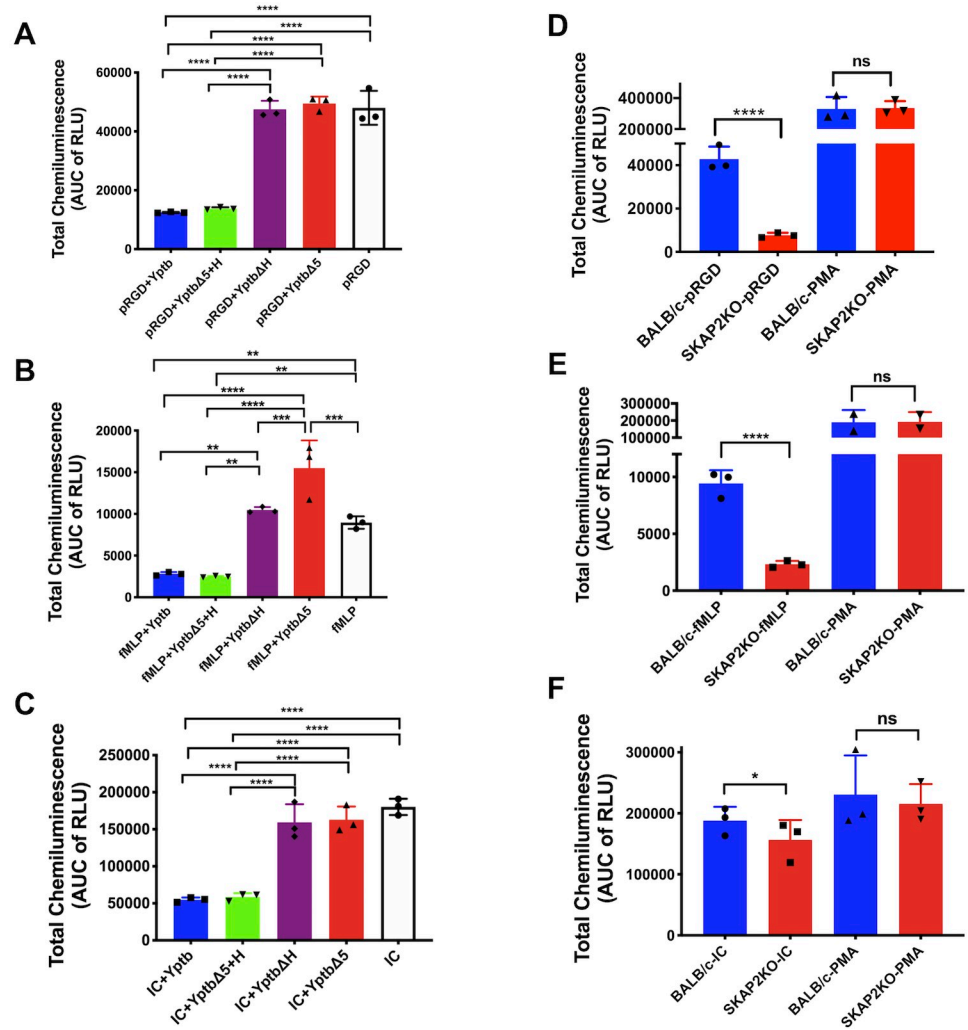 A
****
****
****
****
****
****
Total Chemiluminescence
(AUC of RLU)
60000
40000
20000
0
pRGD+Yptb
pRGD+YptbΔ5+H
pRGD+YptbΔH
pRGD+YptbΔ5
pRGD
B
**
**
****
****
*** ***
**
**
Total Chemiluminescence
(AUC of RLU)
20000
15000
10000
5000
0
fMLP+Yptb
fMLP+YptbΔ5+H
fMLP+YptbΔH
fMLP+YptbΔ5
fMLP
C
****
****
****
****
****
****
Total Chemiluminescence
(AUC of RLU)
250000
200000
150000
100000
50000
0
IC+Yptb
IC+YptbΔ5+H
IC+YptbΔH
IC+YptbΔ5
IC
D
ns
****
Total Chemiluminescence
(AUC of RLU)
400000
200000
40000
20000
0
BALB/c-pRGD
SKAP2KO-pRGD
BALB/c-PMA
SKAP2KO-PMA
E
ns
****
Total Chemiluminescence
(AUC of RLU)
300000
200000
100000
10000
5000
0
BALB/c-fMLP
SKAP2KO-fMLP
BALB/c-PMA
SKAP2KO-PMA
F
ns
*
Total Chemiluminescence
(AUC of RLU)
300000
200000
100000
0
BALB/c-IC
SKAP2KO-IC
BALB/c-PMA
SKAP2KO-PMA